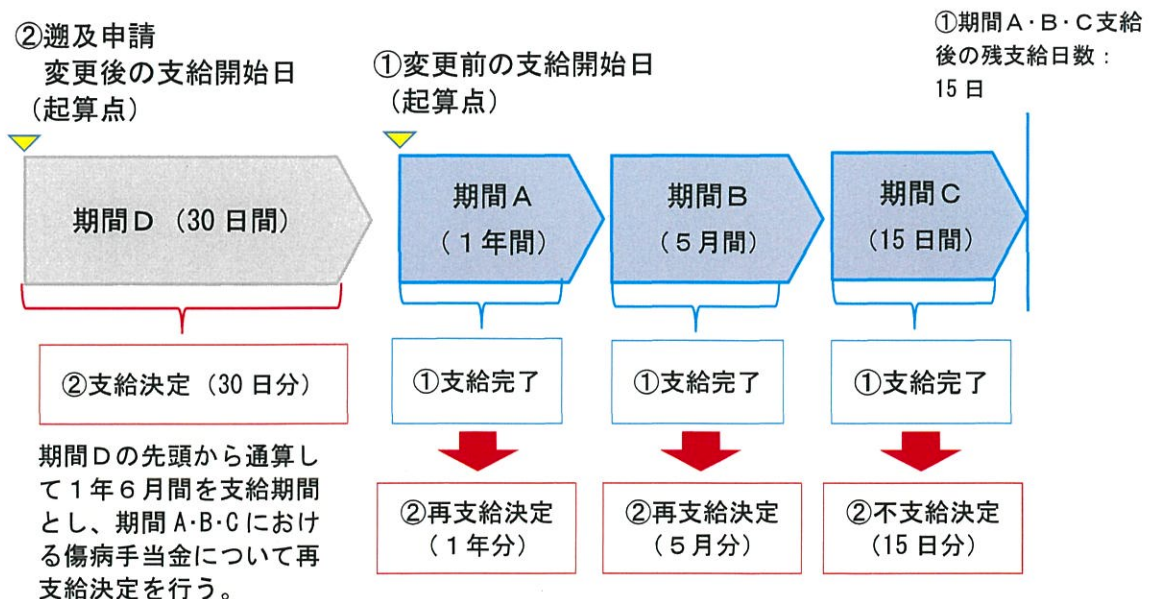 ②遡及申請
変更後の支給開始日
(起算点)
①変更前の支給開始日
(起算点)
①期間A・B・C支給
後の残支給日数:
15日
期間D(30日間)
期間A
(1年間)
期間B
(5月間)
期間C
(15日間)
②支給決定(30日分)
①支給完了
①支給完了
①支給完了
期間Dの先頭から通算し
て1年6月間を支給期間
とし、期間A・B・Cにおけ
る傷病手当金について再
支給決定を行う。
②再支給決定
(1年分)
②再支給決定
(5月分)
②不支給決定
(15日分)